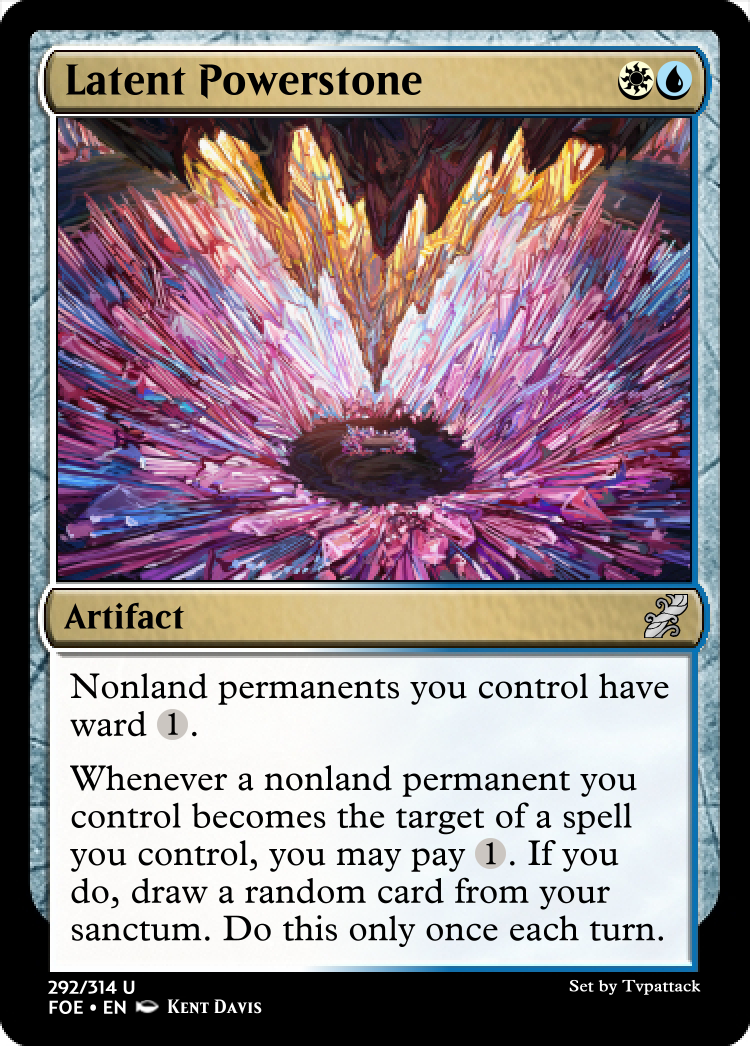 Latent Powerstone
Artifact
Nonland permanents you control have
ward 1.
Whenever a nonland permanent you
control becomes the target of a spell
you control, you may pay 1. If you
do, draw a random card from your
sanctum. Do this only once each turn.
292/314 U
Set by Tvpattack
FOE • EN Kent Davis